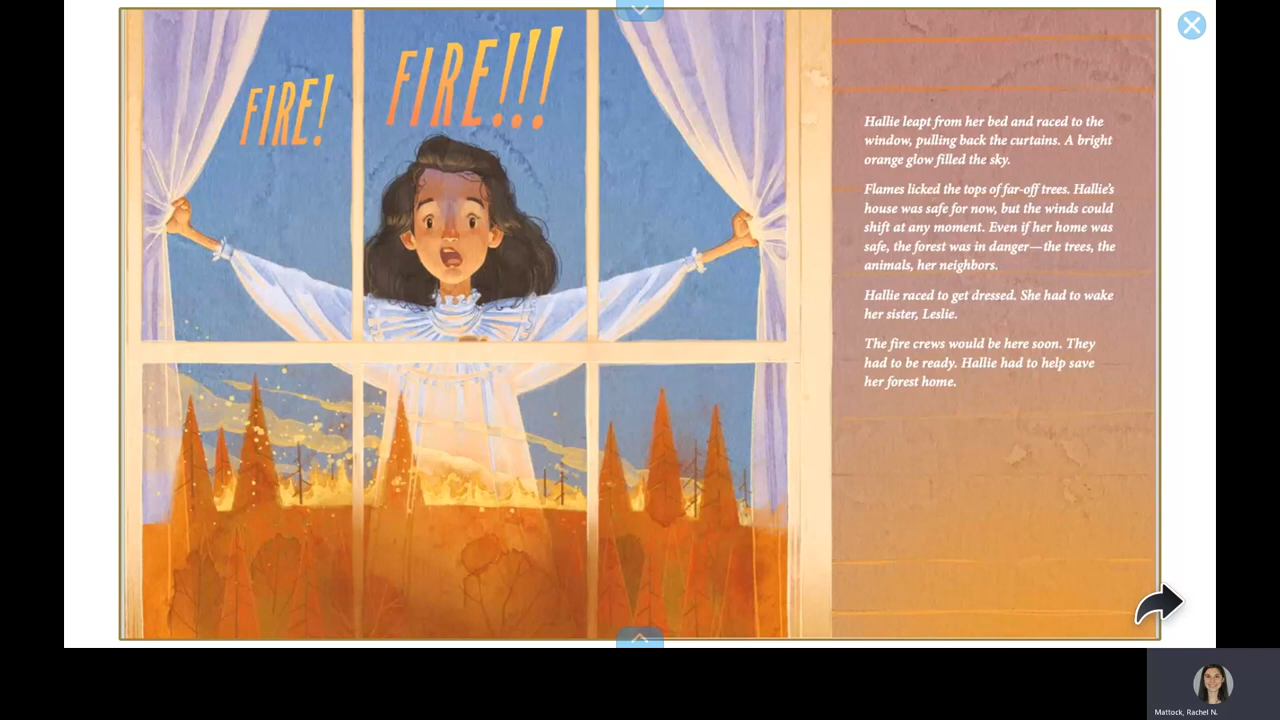 FIRE!
FIRE!!!
Hallie leapt from her bed and raced to the
window, pulling back the curtains. A bright
orange glow filled the sky.
Flames licked the tops of far-off trees. Hallie's
house was safe for now, but the winds could
shift at any moment. Even if her home was
safe, the forest was in danger—the trees, the
animals, her neighbors.
Hallie raced to get dressed. She had to wake
her sister, Leslie.
The fire crews would be here soon. They
had to be ready. Hallie had to help save
her forest home.
Mattock, Rachel N.